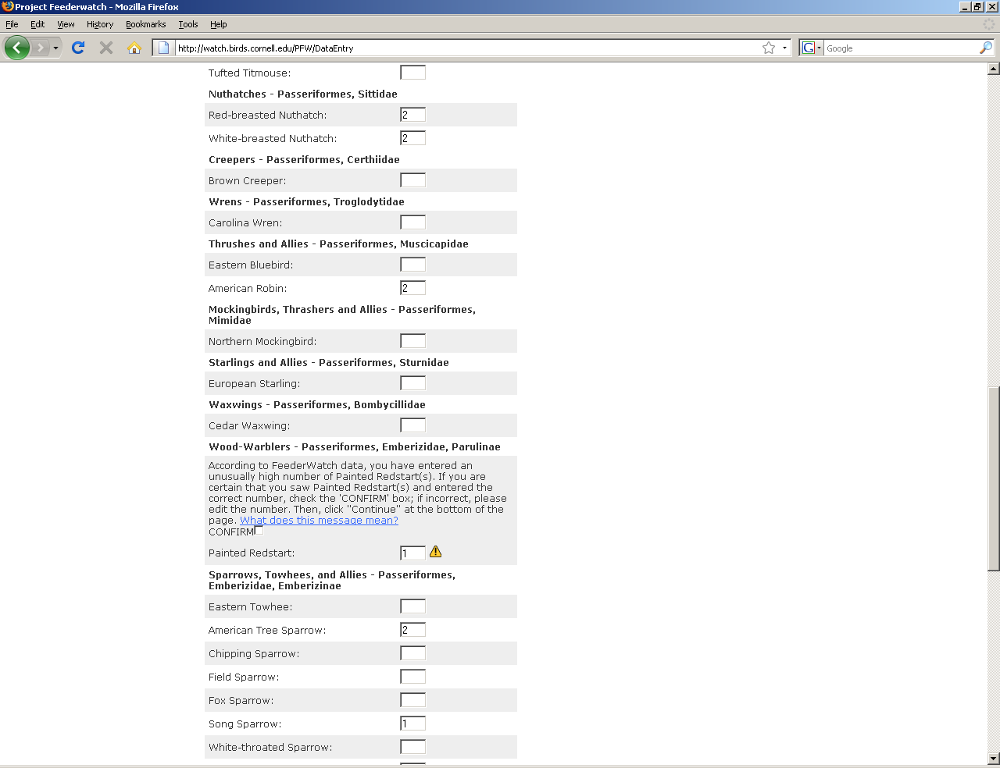 Project Feederwatch - Mozilla Firefox
File Edit View History Bookmarks Tools Help
http://watch.birds.cornell.edu/PFW/DataEntry
G Google
Tufted Titmouse:
Nuthatches - Passeriformes, Sittidae
Red-breasted Nuthatch: 2
White-breasted Nuthatch: 2
Creepers - Passeriformes, Certhiidae
Brown Creeper:
Wrens - Passeriformes, Troglodytidae
Carolina Wren:
Thrushes and Allies - Passeriformes, Muscicapidae
Eastern Bluebird:
American Robin: 2
Mockingbirds, Thrashers and Allies - Passeriformes,
Mimidae
Northern Mockingbird:
Starlings and Allies - Passeriformes, Sturnidae
European Starling:
Waxwings - Passeriformes, Bombycillidae
Cedar Waxwing:
Wood-Warblers - Passeriformes, Emberizidae, Parulinae
According to FeederWatch data, you have entered an
unusually high number of Painted Redstart(s). If you are
certain that you saw Painted Redstart(s) and entered the
correct number, check the 'CONFIRM' box; if incorrect, please
edit the number. Then, click "Continue" at the bottom of the
page. What does this message mean?
CONFIRM
Painted Redstart: 1
Sparrows, Towhees, and Allies - Passeriformes,
Emberizidae, Emberizinae
Eastern Towhee:
American Tree Sparrow: 2
Chipping Sparrow:
Field Sparrow:
Fox Sparrow:
Song Sparrow: 1
White-throated Sparrow: